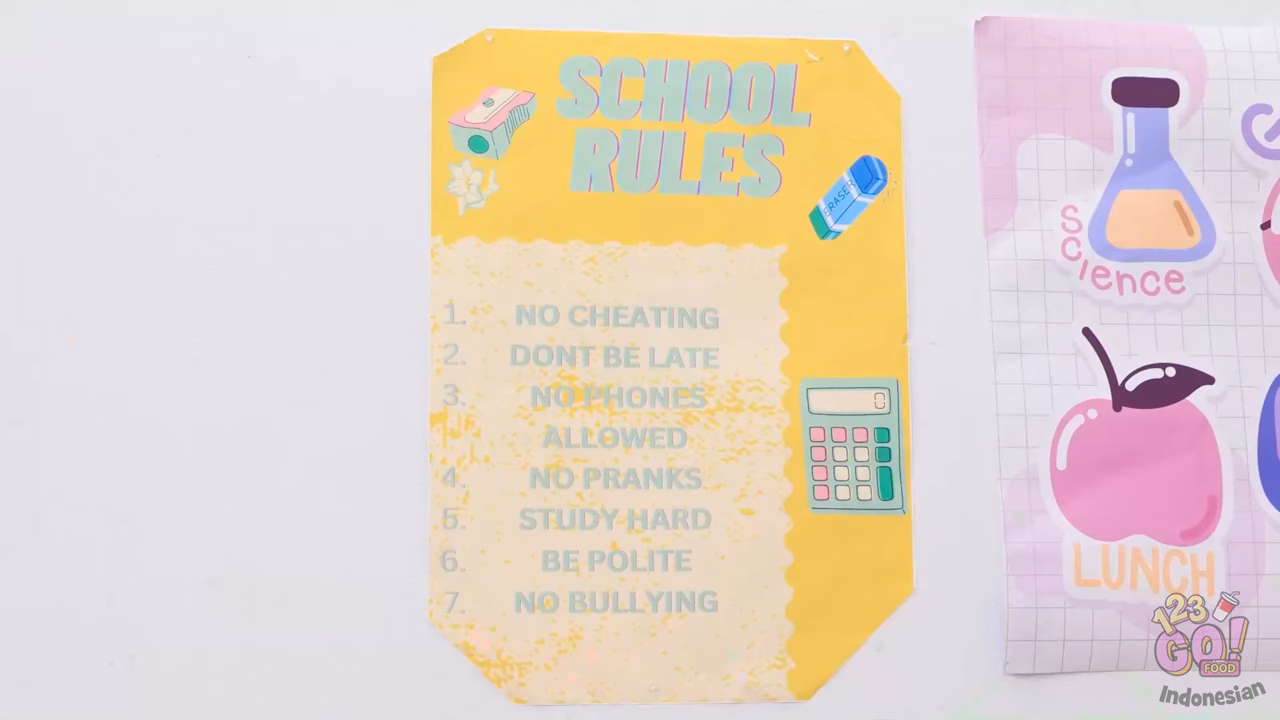 SCHOOL
RULES
ERASER
1. NO CHEATING
2. DONT BE LATE
3. NO PHONES
ALLOWED
4. NO PRANKS
5. STUDY HARD
6. BE POLITE
7. NO BULLYING
0
science
LUNCH
123
GO!
FOOD
Indonesian